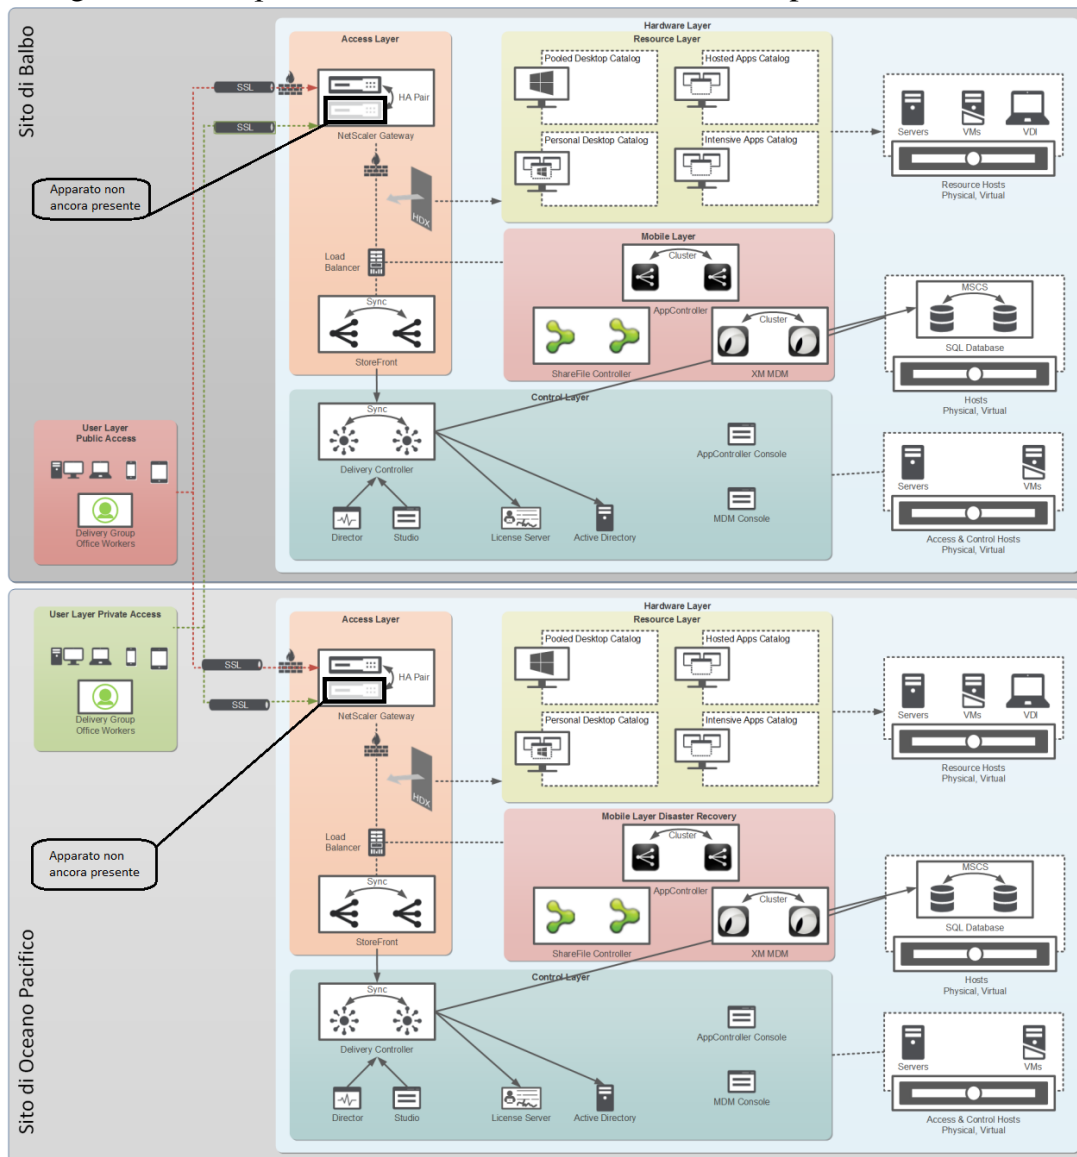 Sito di Balbo
Hardware Layer
Access Layer
Resource Layer
Pooled Desktop Catalog
Hosted Apps Catalog
SSL
HA Pair
SSL
NetScaler Gateway
Personal Desktop Catalog
Intensive Apps Catalog
Servers
VMs
VDI
Resource Hosts
Physical, Virtual
Apparato non
ancora presente
HDX
Mobile Layer
Load
Balancer
Cluster
AppController
Sync
Cluster
StoreFront
ShareFile Controller
XM MDM
MSCS
SQL Database
Hosts
Physical, Virtual
Control Layer
Sync
Delivery Controller
AppController Console
Director
Studio
License Server
Active Directory
MDM Console
Servers
VMs
Access & Control Hosts
Physical, Virtual
User Layer
Public Access
Delivery Group
Office Workers
User Layer Private Access
Delivery Group
Office Workers
Sito di Oceano Pacifico
Hardware Layer
Access Layer
Resource Layer
Pooled Desktop Catalog
Hosted Apps Catalog
SSL
HA Pair
SSL
NetScaler Gateway
Personal Desktop Catalog
Intensive Apps Catalog
Servers
VMs
VDI
Resource Hosts
Physical, Virtual
HDX
Apparato non
ancora presente
Mobile Layer Disaster Recovery
Load
Balancer
Cluster
AppController
Sync
Cluster
StoreFront
ShareFile Controller
XM MDM
MSCS
SQL Database
Hosts
Physical, Virtual
Control Layer
Sync
Delivery Controller
AppController Console
Director
Studio
License Server
Active Directory
MDM Console
Servers
VMs
Access & Control Hosts
Physical, Virtual